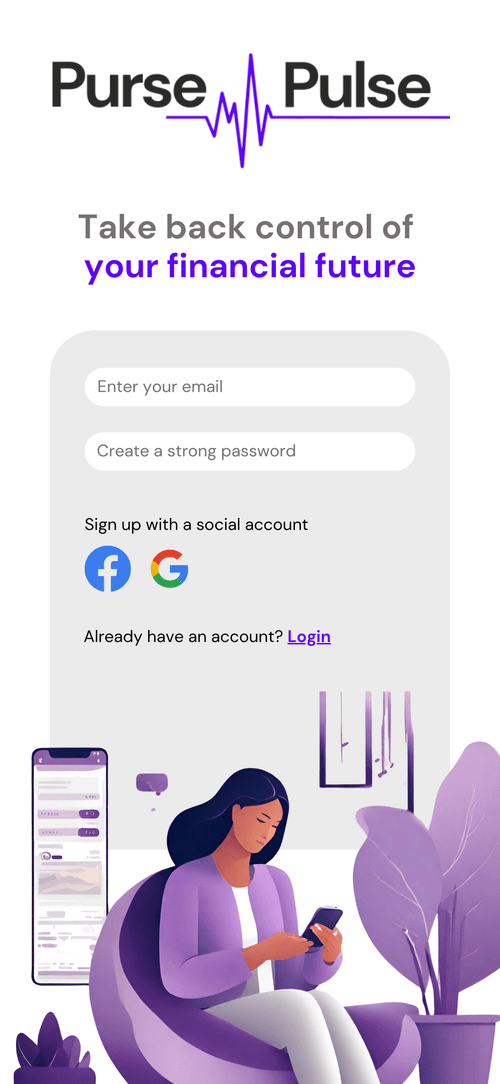 Purse Pulse
Take back control of
your financial future
Enter your email
Create a strong password
Sign up with a social account
Already have an account? Login